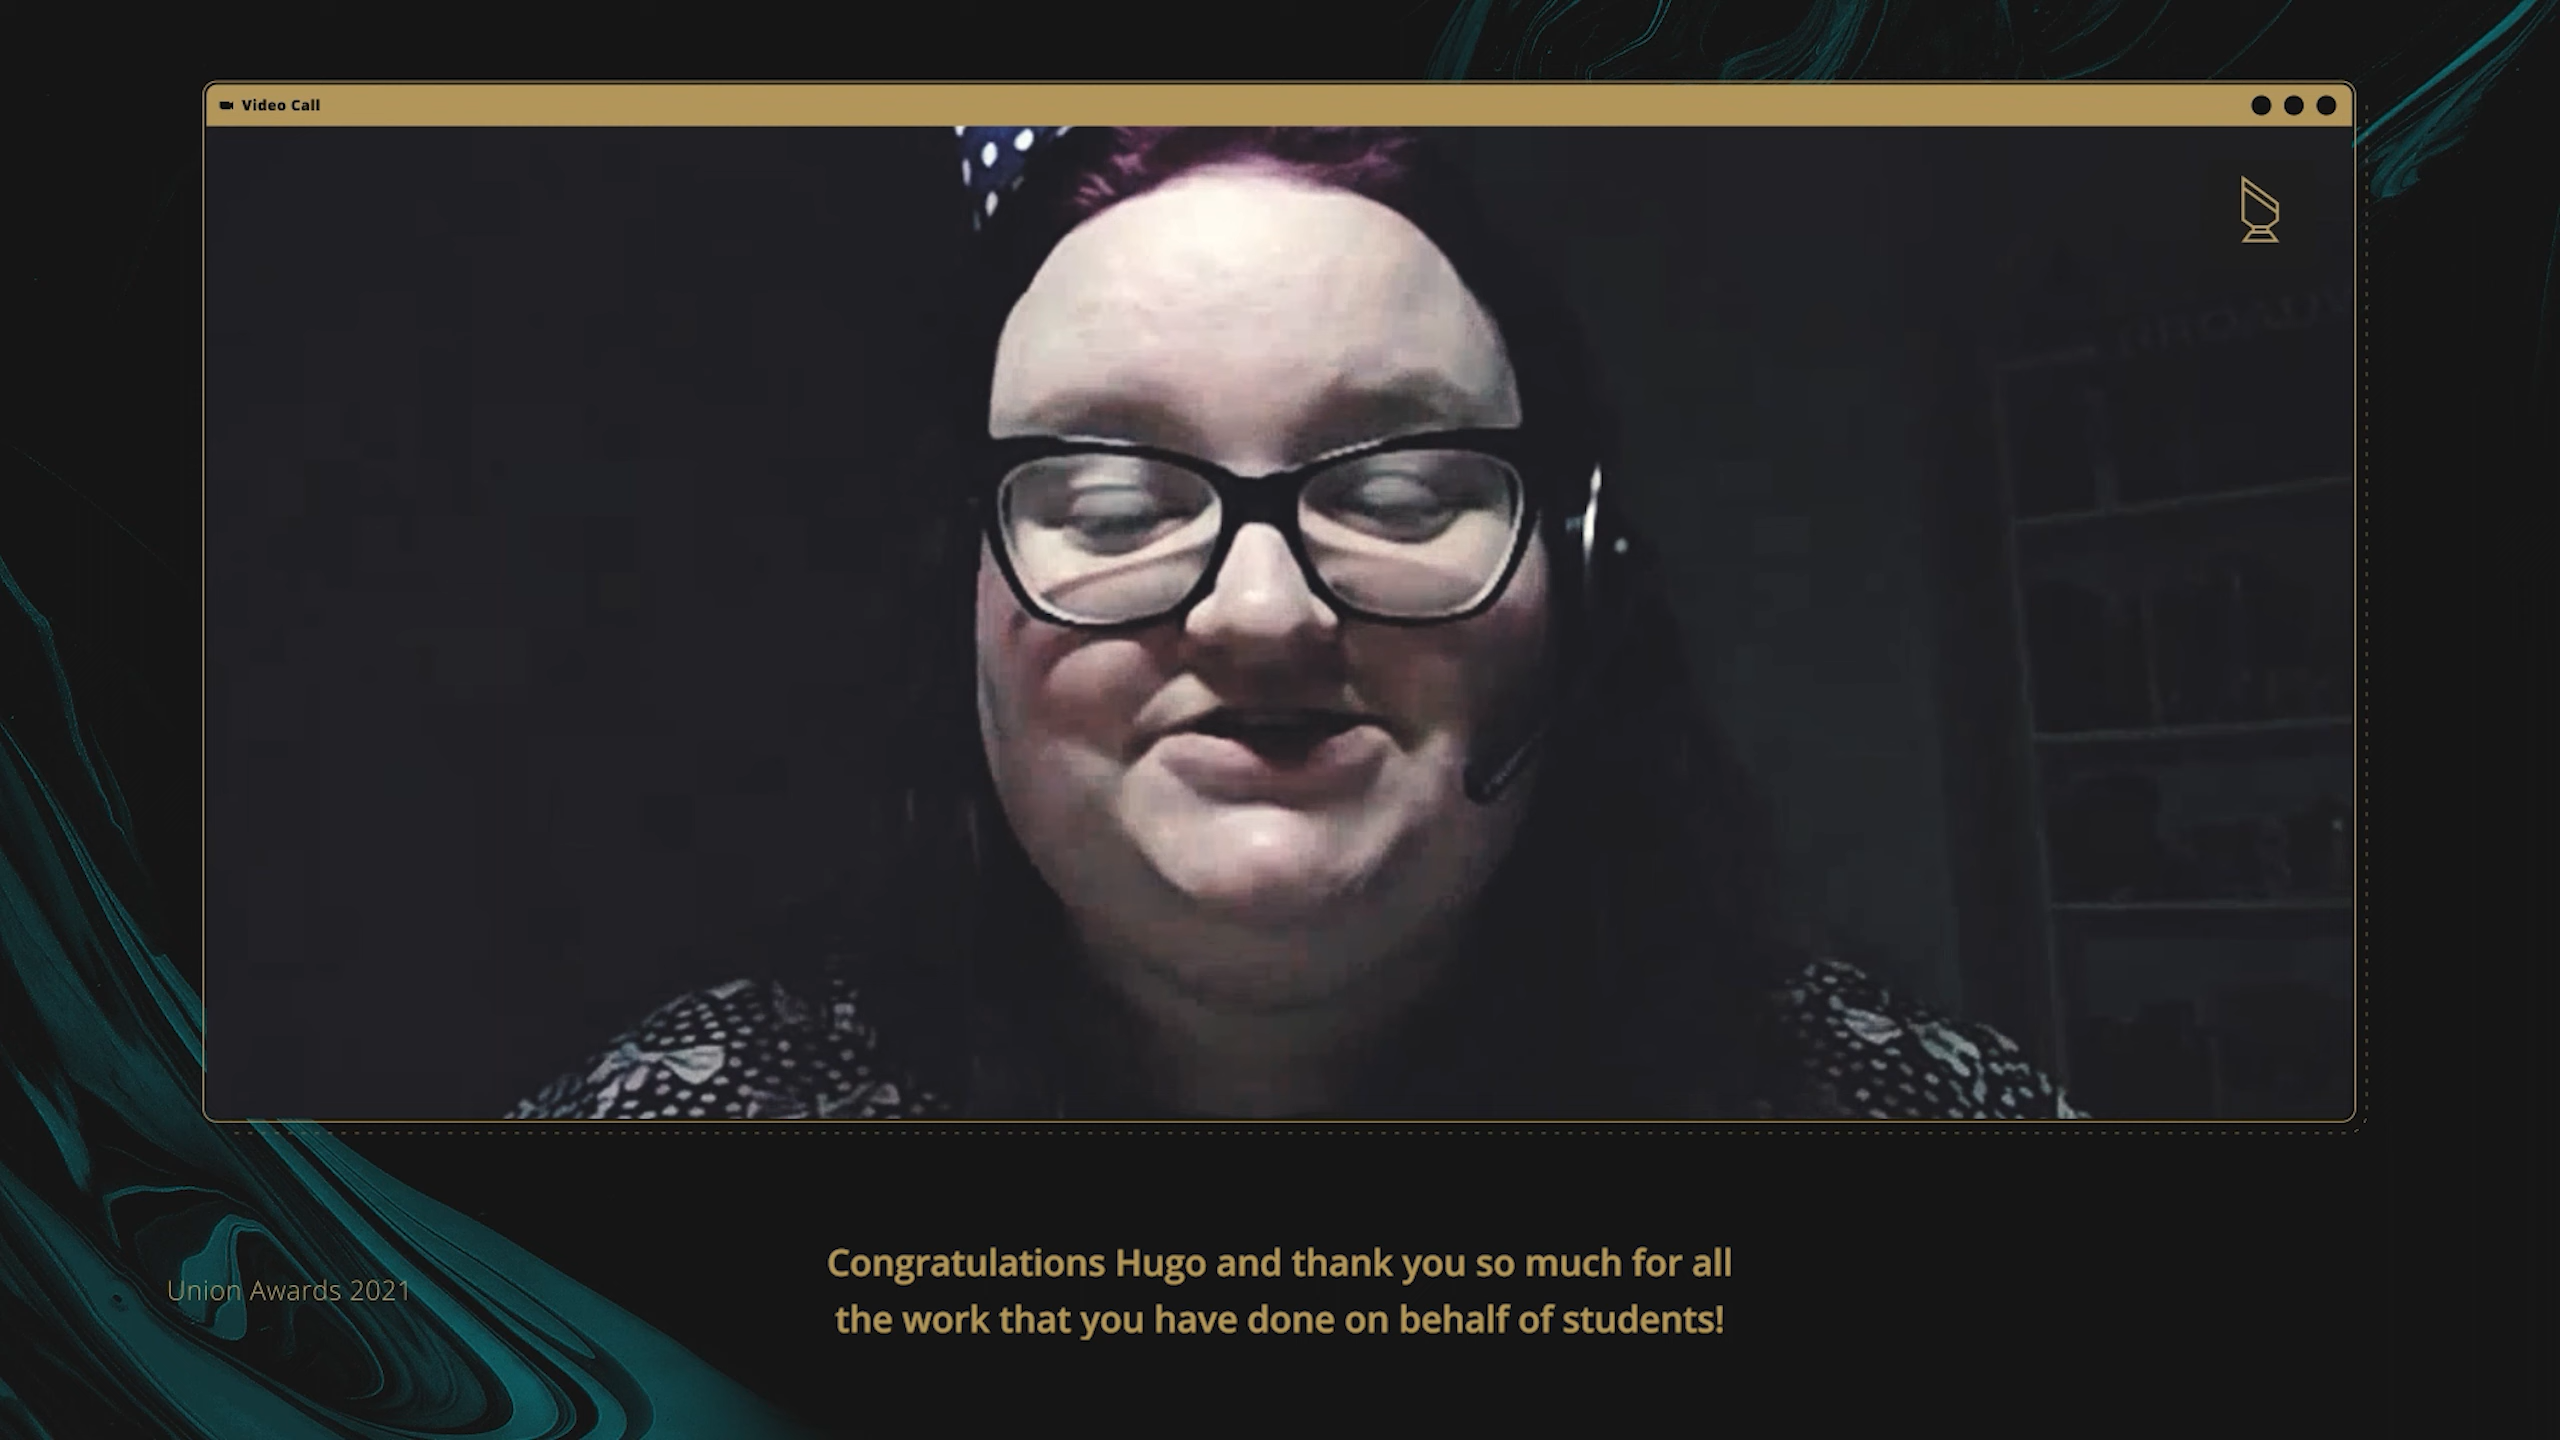 Video Call
Union Awards 2021
Congratulations Hugo and thank you so much for all
the work that you have done on behalf of students!